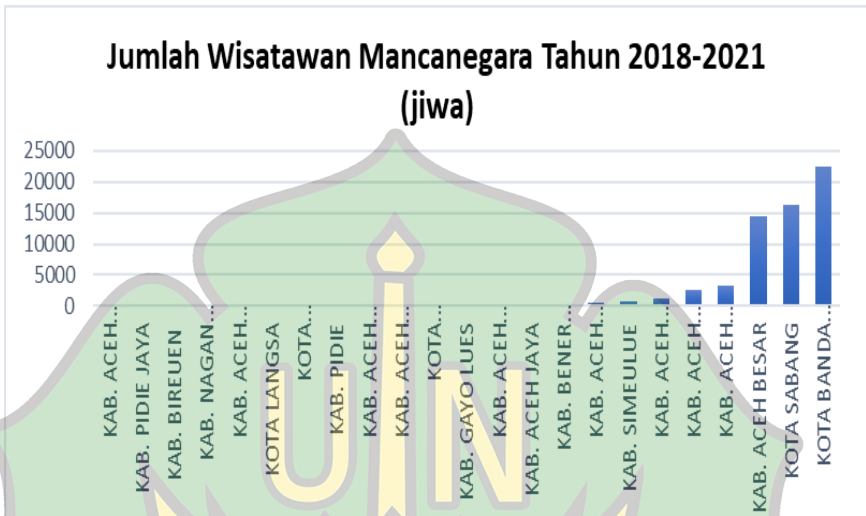 Jumlah Wisatawan Mancanegara Tahun 2018-2021
(jiwa)
25000
20000
15000
10000
5000
0
KAB. ACEH...
KAB. PIDIE JAYA
KAB. BIREUEN
KAB. NAGAN...
KAB. ACEH...
KOTA LANGSA
KOTA...
KAB. PIDIE
KAB. ACEH...
KAB. ACEH...
KOTA...
KAB. GAYO LUES
KAB. ACEH...
KAB. ACEH JAYA
KAB. BENER...
KAB. ACEH...
KAB. SIMEULUE
KAB. ACEH...
KAB. ACEH...
KAB. ACEH...
KAB. ACEH BESAR
KOTA SABANG
KOTA BANDA...
UIN